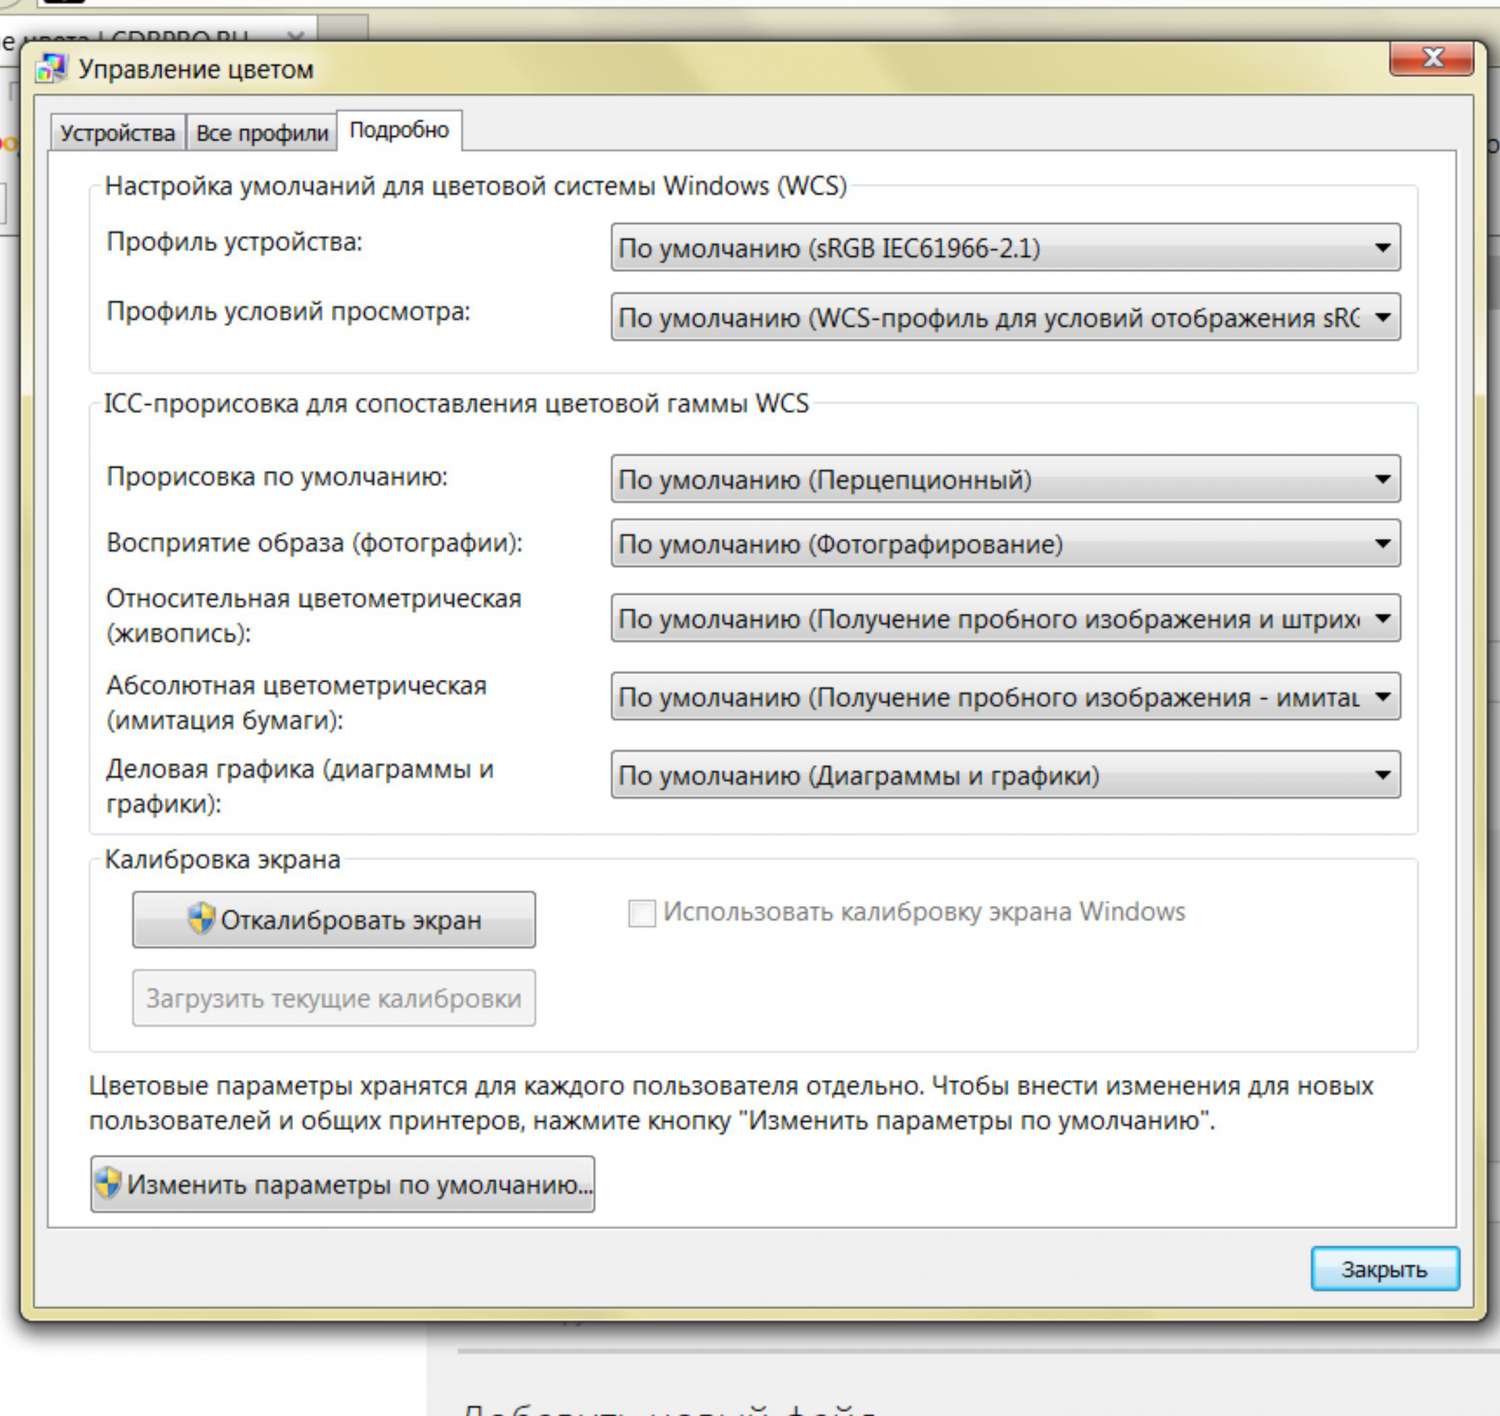 Управление цветом
Устройства
Все профили
Подробно
Настройка умолчаний для цветовой системы Windows (WCS)
Профиль устройства:
По умолчанию (sRGB IEC61966-2.1)
Профиль условий просмотра:
По умолчанию (WCS-профиль для условий отображения sRG
ICC-прорисовка для сопоставления цветовой гаммы WCS
Прорисовка по умолчанию:
По умолчанию (Перцепционный)
Восприятие образа (фотографии):
По умолчанию (Фотографирование)
Относительная цветометрическая
(живопись):
По умолчанию (Получение пробного изображения и штрихо
Абсолютная цветометрическая
(имитация бумаги):
По умолчанию (Получение пробного изображения - имитац
Деловая графика (диаграммы и
графики):
По умолчанию (Диаграммы и графики)
Калибровка экрана
Откалибровать экран
Использовать калибровку экрана Windows
Загрузить текущие калибровки
Цветовые параметры хранятся для каждого пользователя отдельно. Чтобы внести изменения для новых
пользователей и общих принтеров, нажмите кнопку "Изменить параметры по умолчанию".
Изменить параметры по умолчанию...
Закрыть